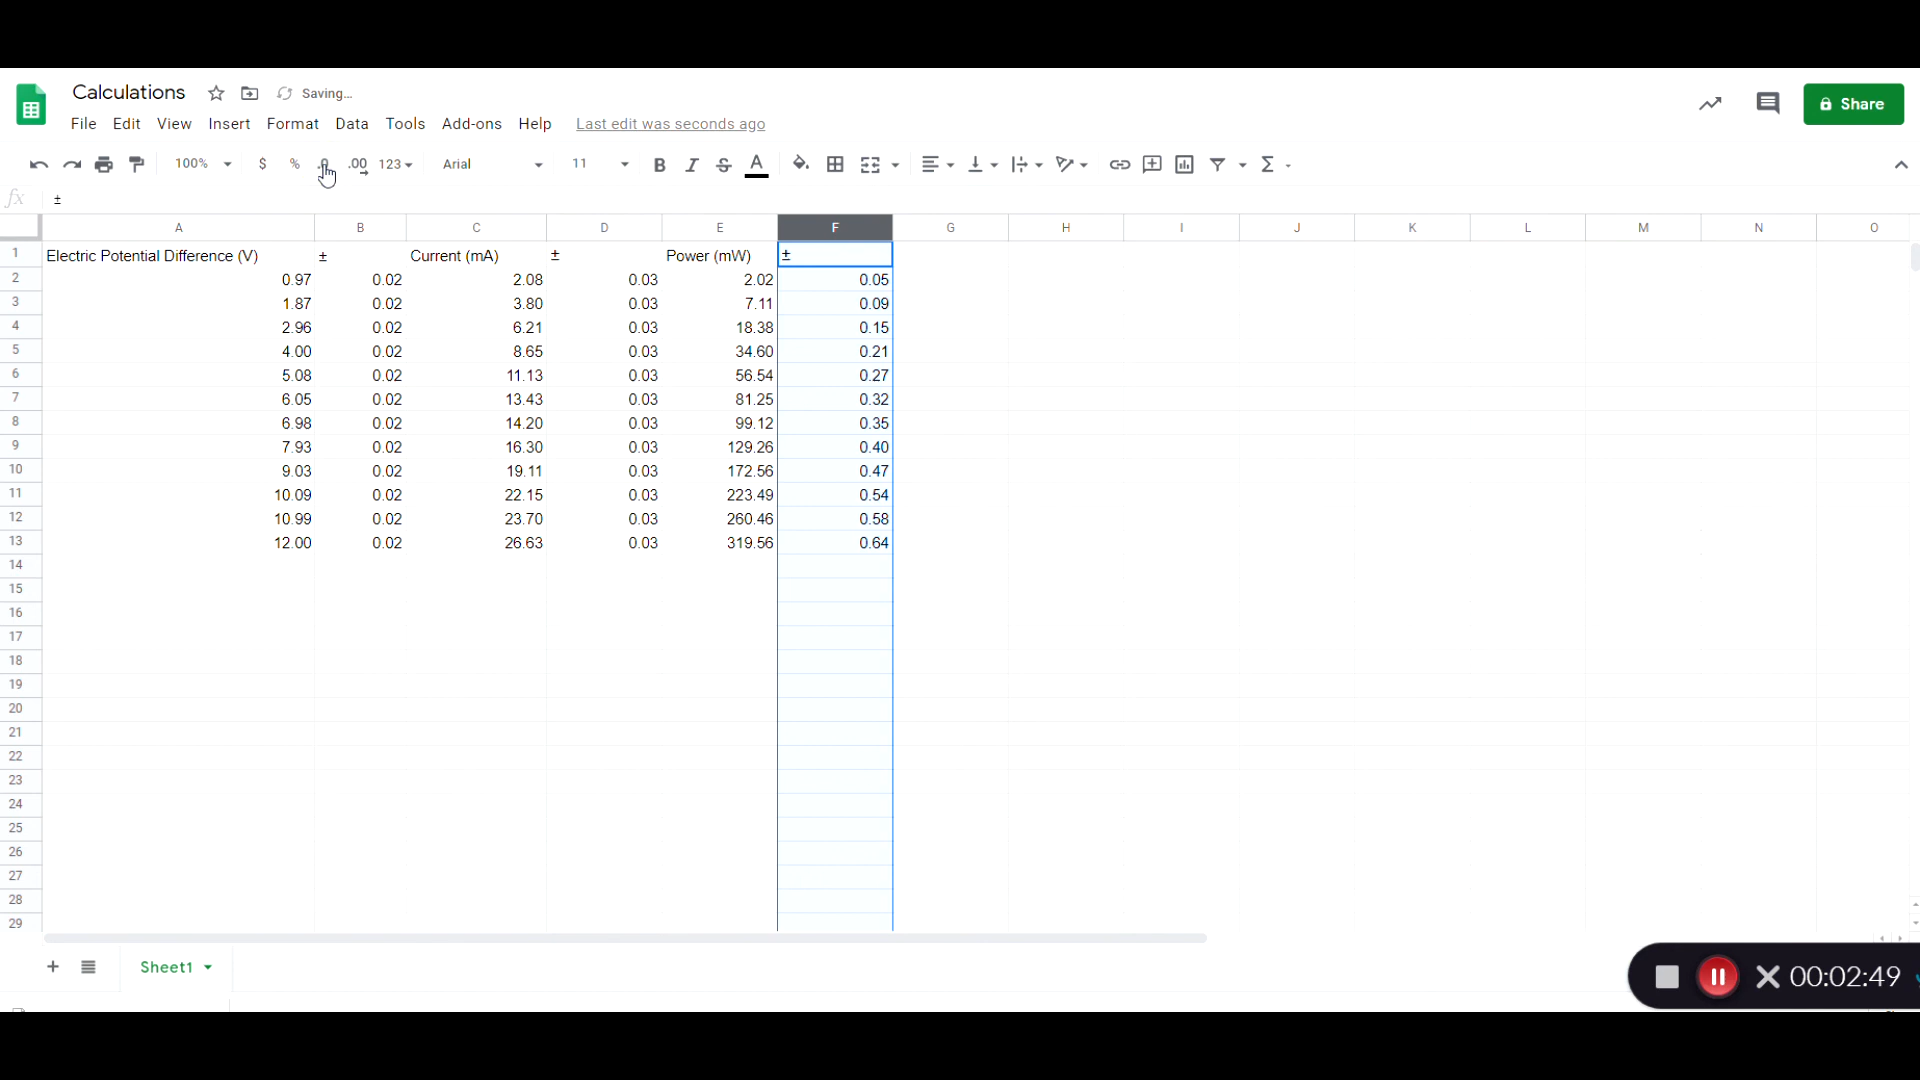 Calculations Saving...
File Edit View Insert Format Data Tools Add-ons Help Last edit was seconds ago
Share
100% $ % .0 .00 123 Arial 11 B I S A Σ
fx ±
A B C D E F G H I J K L M N O
1 Electric Potential Difference (V) ± Current (mA) ± Power (mW) ±
2 0.97 0.02 2.08 0.03 2.02 0.05
3 1.87 0.02 3.80 0.03 7.11 0.09
4 2.96 0.02 6.21 0.03 18.38 0.15
5 4.00 0.02 8.65 0.03 34.60 0.21
6 5.08 0.02 11.13 0.03 56.54 0.27
7 6.05 0.02 13.43 0.03 81.25 0.32
8 6.98 0.02 14.20 0.03 99.12 0.35
9 7.93 0.02 16.30 0.03 129.26 0.40
10 9.03 0.02 19.11 0.03 172.56 0.47
11 10.09 0.02 22.15 0.03 223.49 0.54
12 10.99 0.02 23.70 0.03 260.46 0.58
13 12.00 0.02 26.63 0.03 319.56 0.64
14
15
16
17
18
19
20
21
22
23
24
25
26
27
28
29
Sheet1
00:02:49